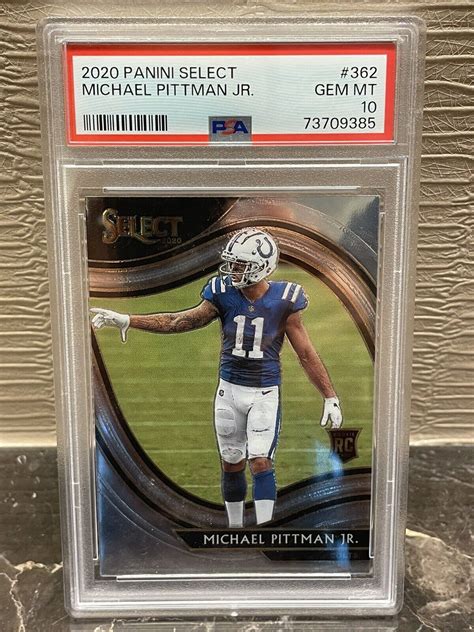 2020 PANINI SELECT #362
MICHAEL PITTMAN JR. GEM MT
10
PSA 73709385
SELECT
2020
11
RC
MICHAEL PITTMAN JR.